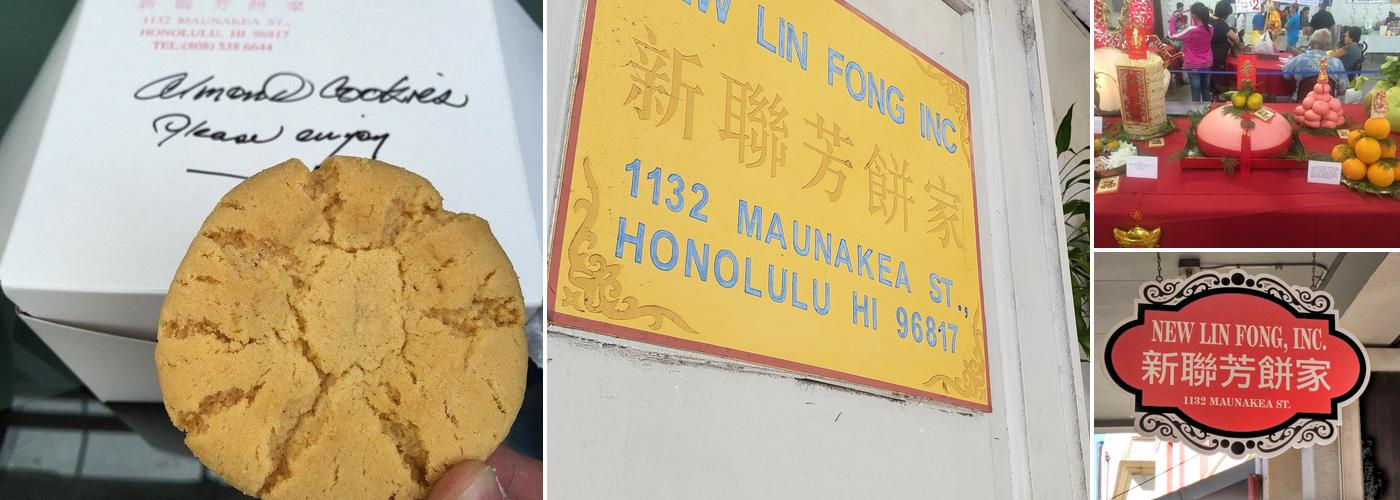 新聯芳餅家
1132 MAUNAKEA ST.,
HONOLULU, HI 96817
TEL:(808) 538 6644
almond Cookies
Please enjoy
NEW LIN FONG INC
新聯芳餅家
1132 MAUNAKEA ST.,
HONOLULU HI 96817
NEW LIN FONG, INC.
新聯芳餅家
1132 MAUNAKEA ST.